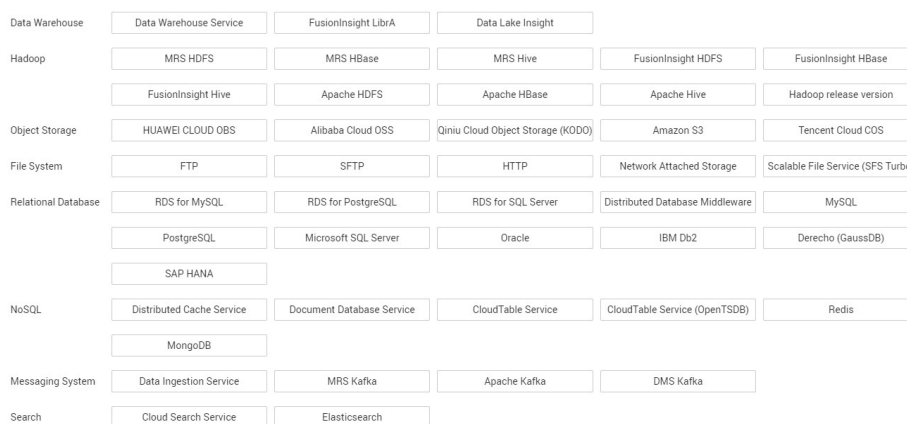 Data Warehouse Data Warehouse Service FusionInsight LibrA Data Lake Insight
Hadoop MRS HDFS MRS HBase MRS Hive FusionInsight HDFS FusionInsight HBase
FusionInsight Hive Apache HDFS Apache HBase Apache Hive Hadoop release version
Object Storage HUAWEI CLOUD OBS Alibaba Cloud OSS Qiniu Cloud Object Storage (KODO) Amazon S3 Tencent Cloud COS
File System FTP SFTP HTTP Network Attached Storage Scalable File Service (SFS Turbo
Relational Database RDS for MySQL RDS for PostgreSQL RDS for SQL Server Distributed Database Middleware MySQL
PostgreSQL Microsoft SQL Server Oracle IBM Db2 Derecho (GaussDB)
SAP HANA
NoSQL Distributed Cache Service Document Database Service CloudTable Service CloudTable Service (OpenTSDB) Redis
MongoDB
Messaging System Data Ingestion Service MRS Kafka Apache Kafka DMS Kafka
Search Cloud Search Service Elasticsearch